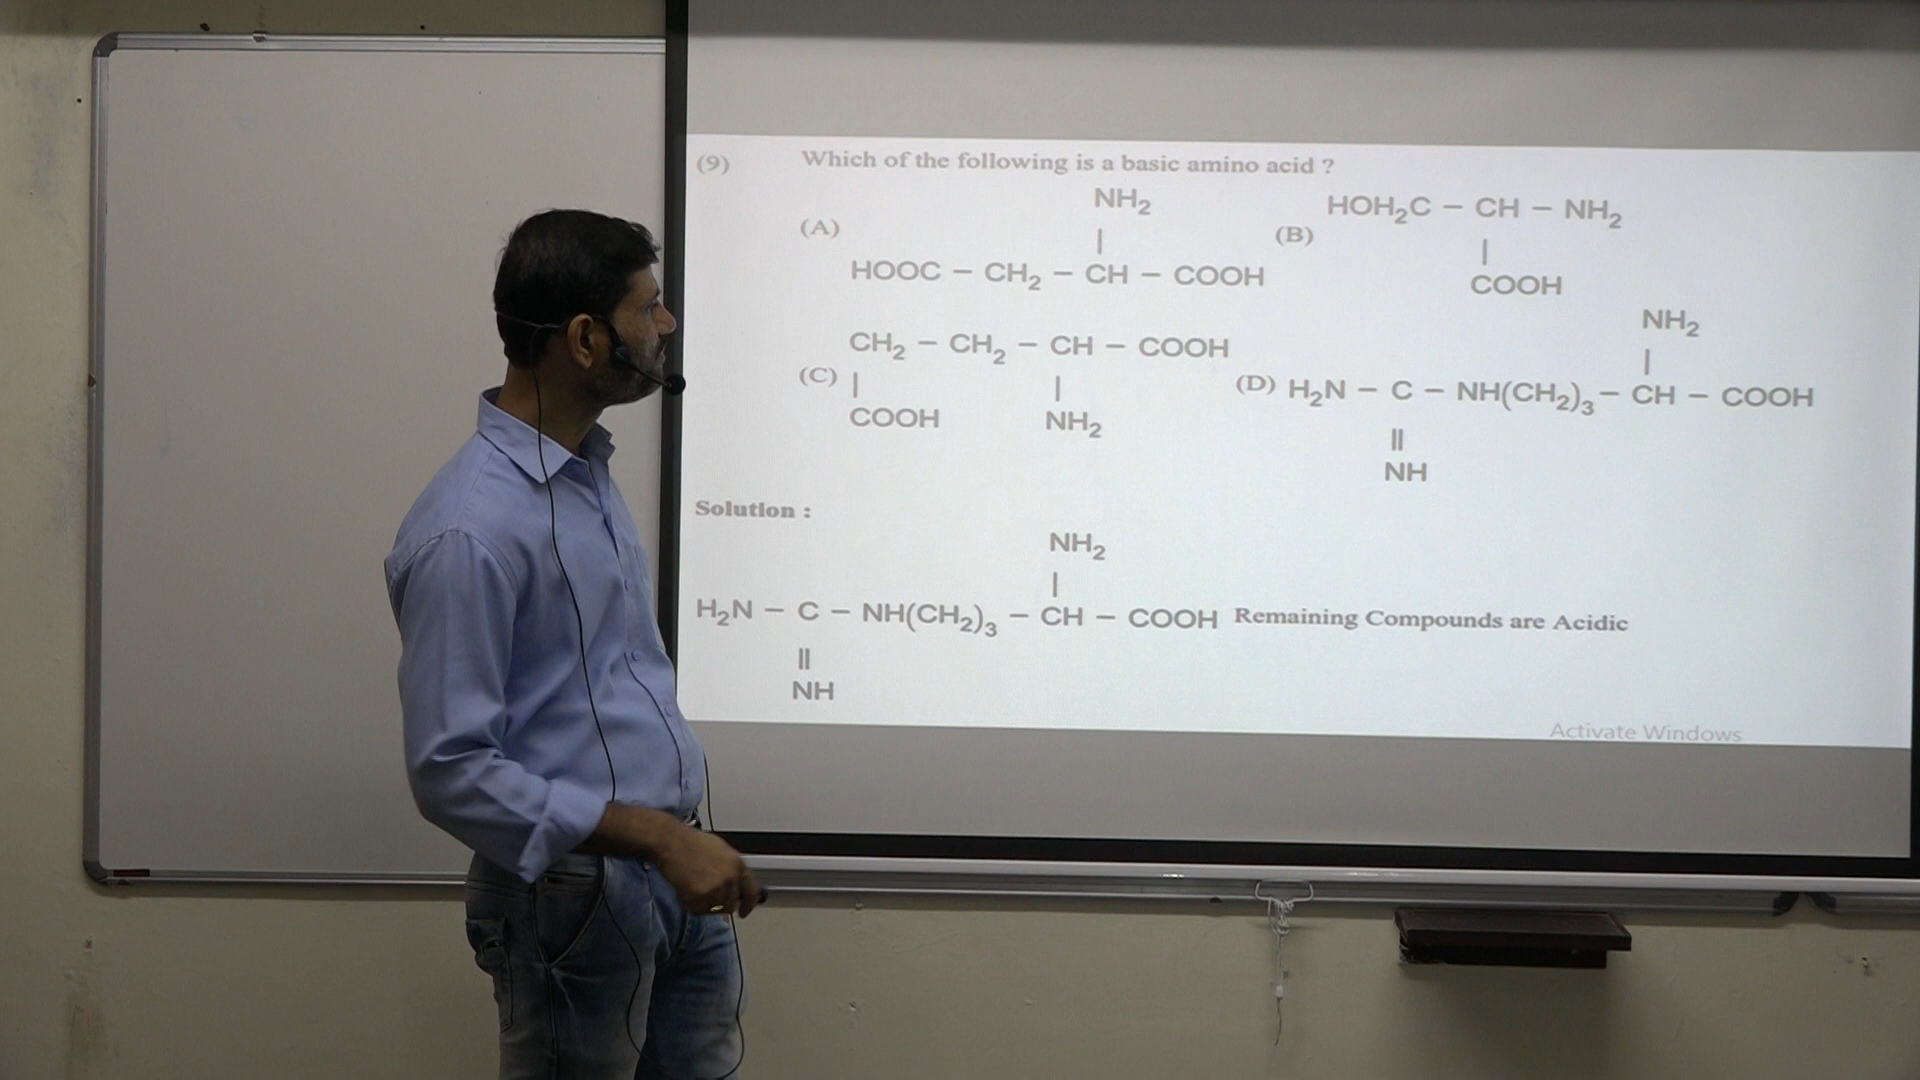 (9) Which of the following is a basic amino acid ?
NH₂
|
(A) HOOC – CH₂ – CH – COOH
(B) HOH₂C – CH – NH₂
|
COOH
CH₂ – CH₂ – CH – COOH
(C) | |
COOH NH₂
NH₂
|
(D) H₂N – C – NH(CH₂)₃ – CH – COOH
||
NH
Solution :
NH₂
|
H₂N – C – NH(CH₂)₃ – CH – COOH Remaining Compounds are Acidic
||
NH
Activate Windows